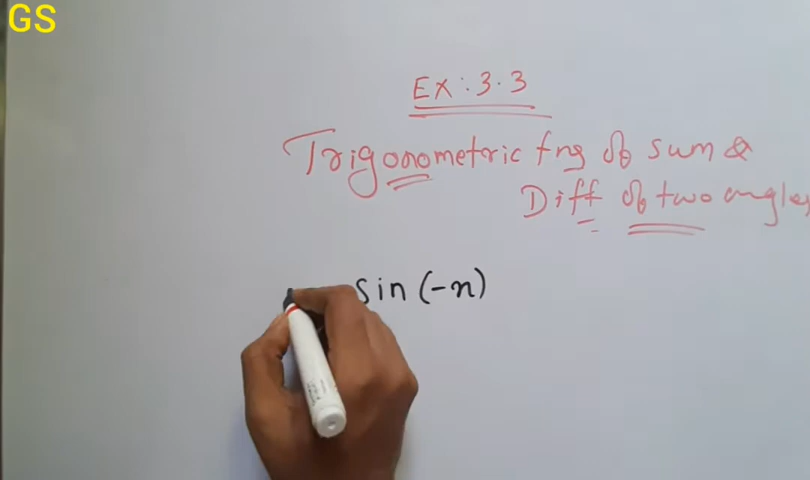 GS
Ex: 3.3
Trigonometric fns of sum &
Diff of two angles
sin (-x)